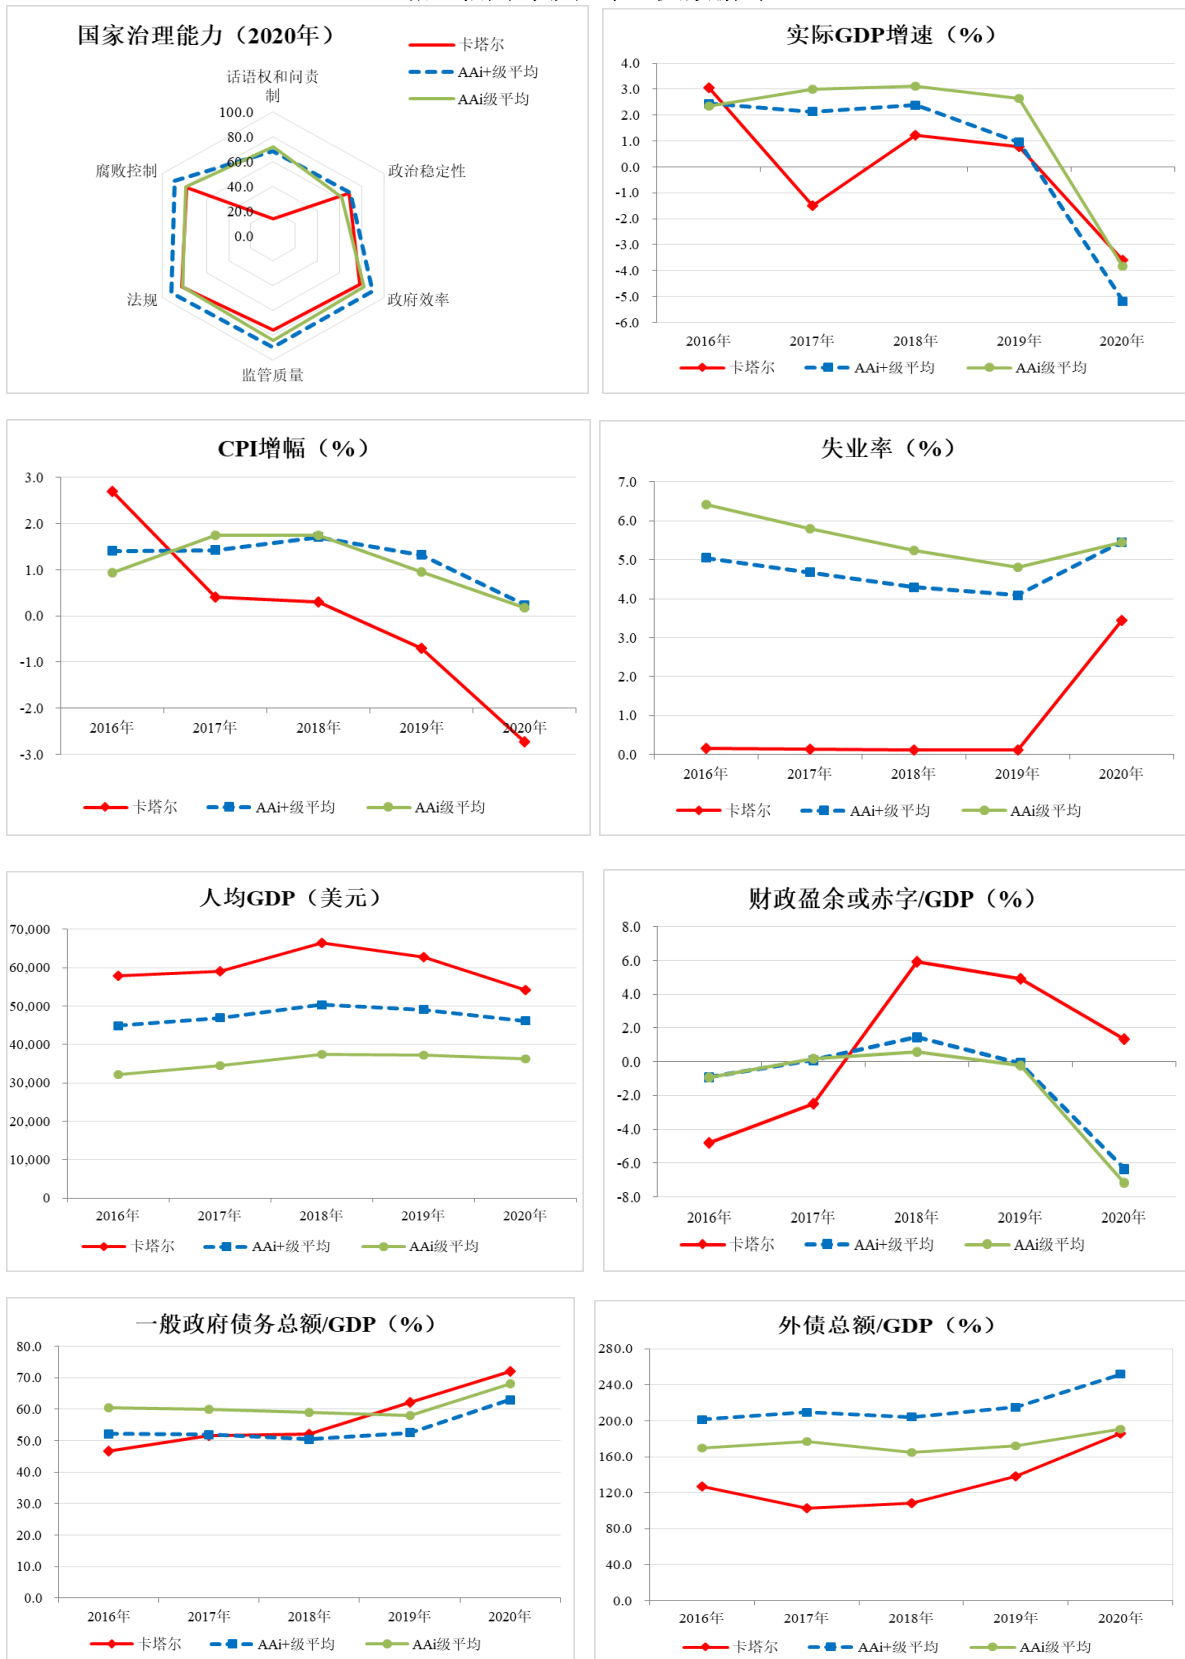 国家治理能力（2020年）
卡塔尔
AAi+级平均
AAi级平均
话语权和问责
制
100.0
80.0
60.0
40.0
20.0
0.0
腐败控制
政治稳定性
法规
政府效率
监管质量
实际GDP增速（%）
4.0
3.0
2.0
1.0
0.0
-1.0
-2.0
-3.0
-4.0
-5.0
-6.0
2016年 2017年 2018年 2019年 2020年
卡塔尔 AAi+级平均 AAi级平均
CPI增幅（%）
3.0
2.0
1.0
0.0
-1.0
-2.0
-3.0
2016年 2017年 2018年 2019年 2020年
卡塔尔 AAi+级平均 AAi级平均
失业率（%）
7.0
6.0
5.0
4.0
3.0
2.0
1.0
0.0
2016年 2017年 2018年 2019年 2020年
卡塔尔 AAi+级平均 AAi级平均
人均GDP（美元）
70,000
60,000
50,000
40,000
30,000
20,000
10,000
0
2016年 2017年 2018年 2019年 2020年
卡塔尔 AAi+级平均 AAi级平均
财政盈余或赤字/GDP（%）
8.0
6.0
4.0
2.0
0.0
-2.0
-4.0
-6.0
-8.0
2016年 2017年 2018年 2019年 2020年
卡塔尔 AAi+级平均 AAi级平均
一般政府债务总额/GDP（%）
80.0
70.0
60.0
50.0
40.0
30.0
20.0
10.0
0.0
2016年 2017年 2018年 2019年 2020年
卡塔尔 AAi+级平均 AAi级平均
外债总额/GDP（%）
280.0
240.0
200.0
160.0
120.0
80.0
40.0
0.0
2016年 2017年 2018年 2019年 2020年
卡塔尔 AAi+级平均 AAi级平均